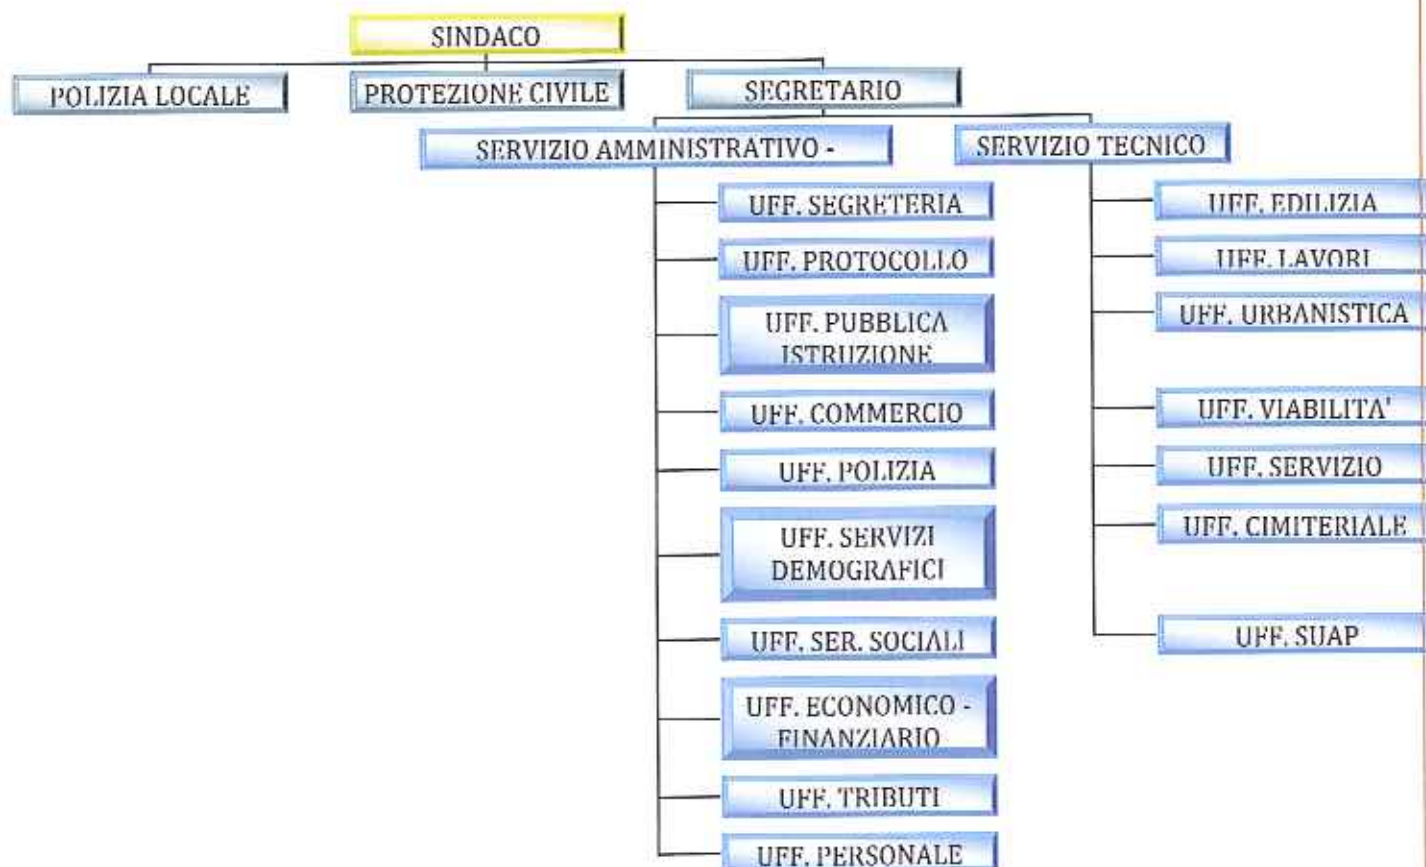 SINDACO
POLIZIA LOCALE
PROTEZIONE CIVILE
SEGRETARIO
SERVIZIO AMMINISTRATIVO -
SERVIZIO TECNICO
UFF. SEGRETERIA
UFF. PROTOCOLLO
UFF. PUBBLICA
ISTRUZIONE
UFF. COMMERCIO
UFF. POLIZIA
UFF. SERVIZI
DEMOGRAFICI
UFF. SER. SOCIALI
UFF. ECONOMICO -
FINANZIARIO
UFF. TRIBUTI
UFF. PERSONALE
UFF. EDILIZIA
UFF. LAVORI
UFF. URBANISTICA
UFF. VIABILITA'
UFF. SERVIZIO
UFF. CIMITERIALE
UFF. SUAP